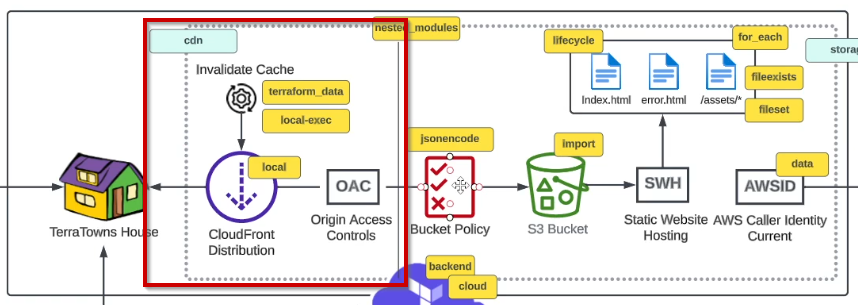 cdn
nested_modules
lifecycle
for_each
Invalidate Cache
terraform_data
local-exec
fileexists
Index.html
error.html
/assets/*
fileset
jsonencode
import
local
data
OAC
SWH
AWSID
TerraTowns House
CloudFront
Distribution
Origin Access
Controls
Bucket Policy
S3 Bucket
Static Website
Hosting
AWS Caller Identity
Current
backend
cloud